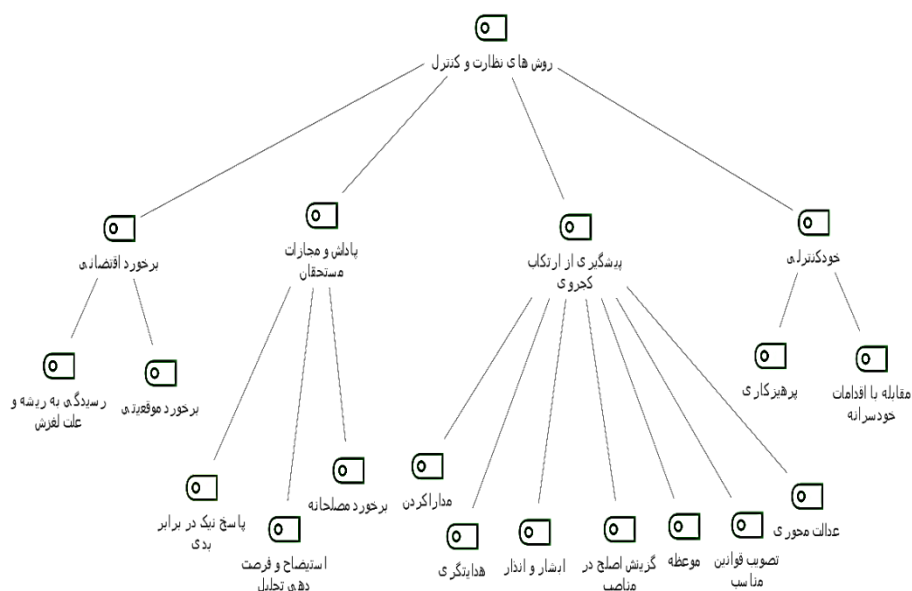 روش های نظارت و کنترل
خودکنترلی
پیشگیری از ارتکاب
کجروی
پاداش و مجازات
مستحقان
برخورد اقتضائی
مقابله با اقدامات
خودسرانه
پرهیزکاری
برخورد موقعیتی
رسیدگی به ریشه و
علت لغزش
عدالت محوری
تصویب قوانین
مناسب
موعظه
گزینش اصلح در
مناصب
ابشار و انذار
هدایتگری
مداراکردن
برخورد مصلحانه
استیضاح و فرصت
دهی تحلیل
پاسخ نیک در برابر
بدی